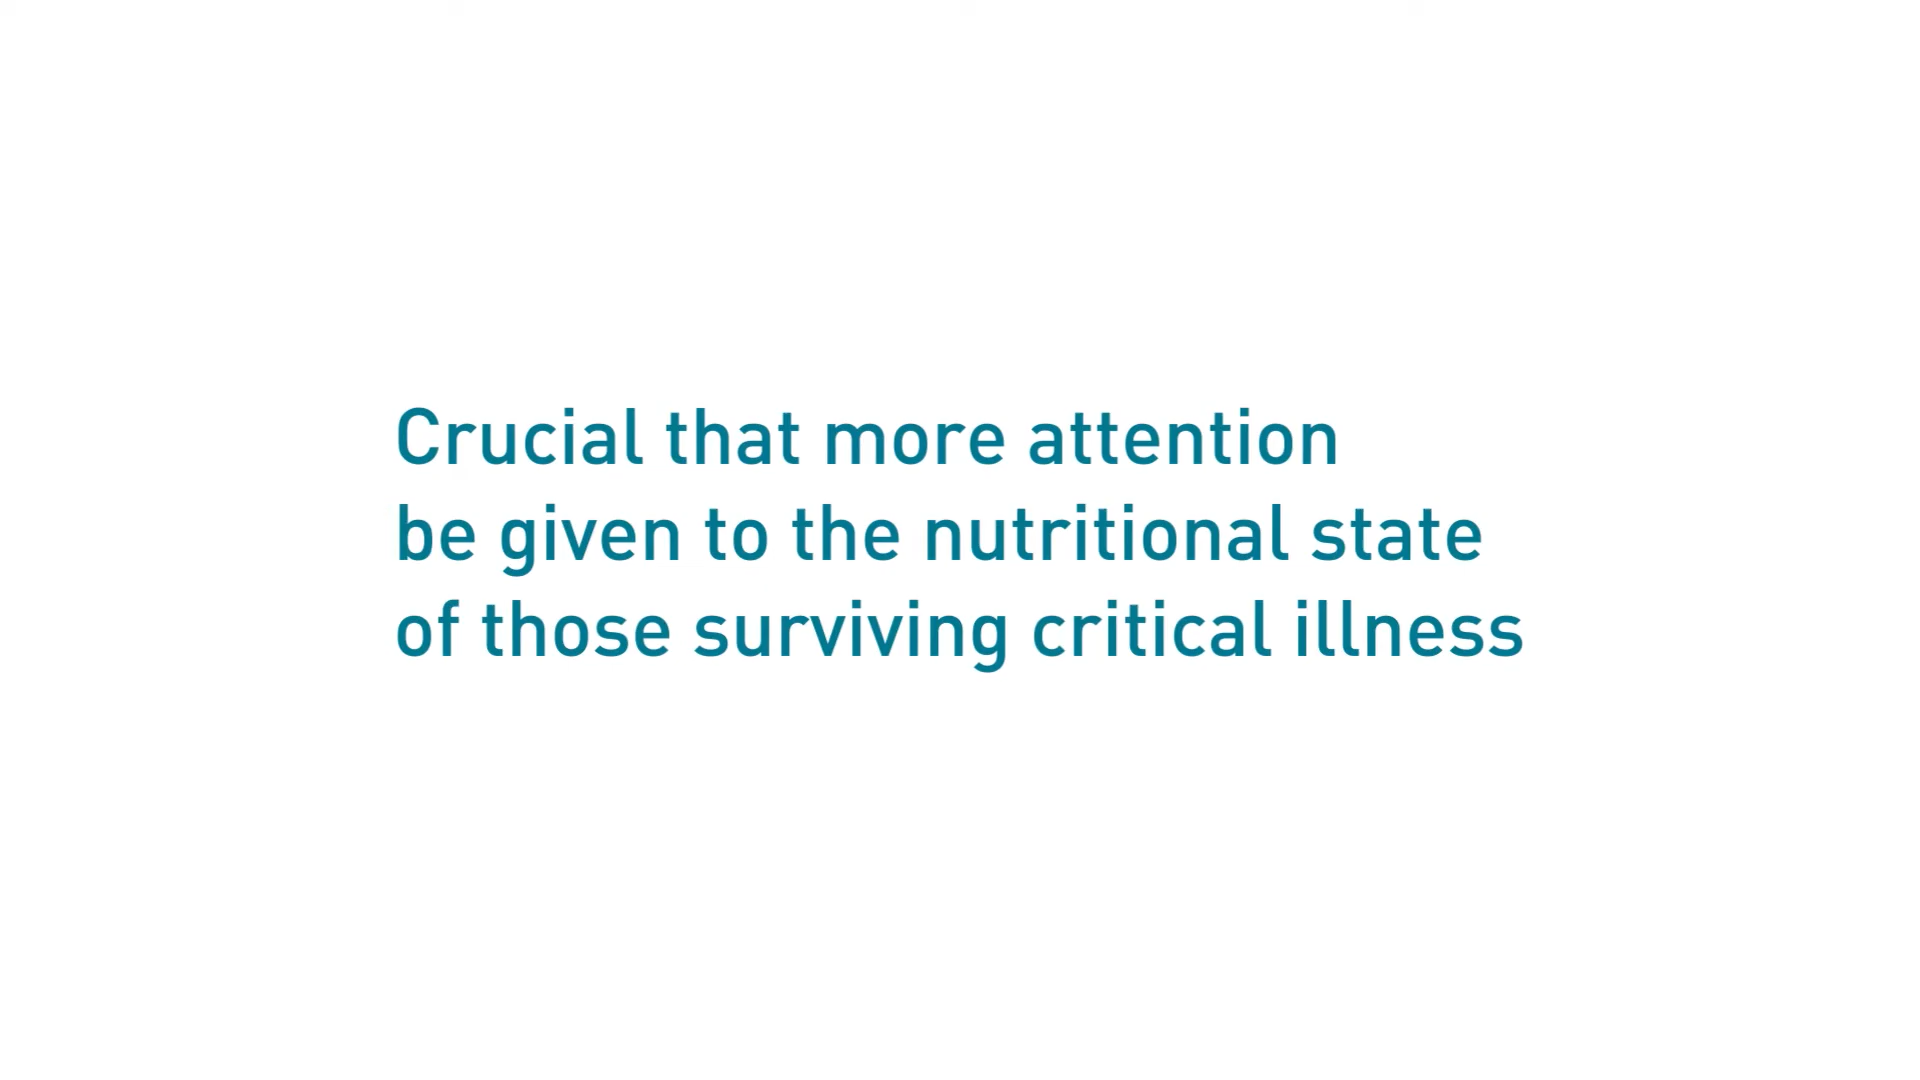 Crucial that more attention
be given to the nutritional state
of those surviving critical illness